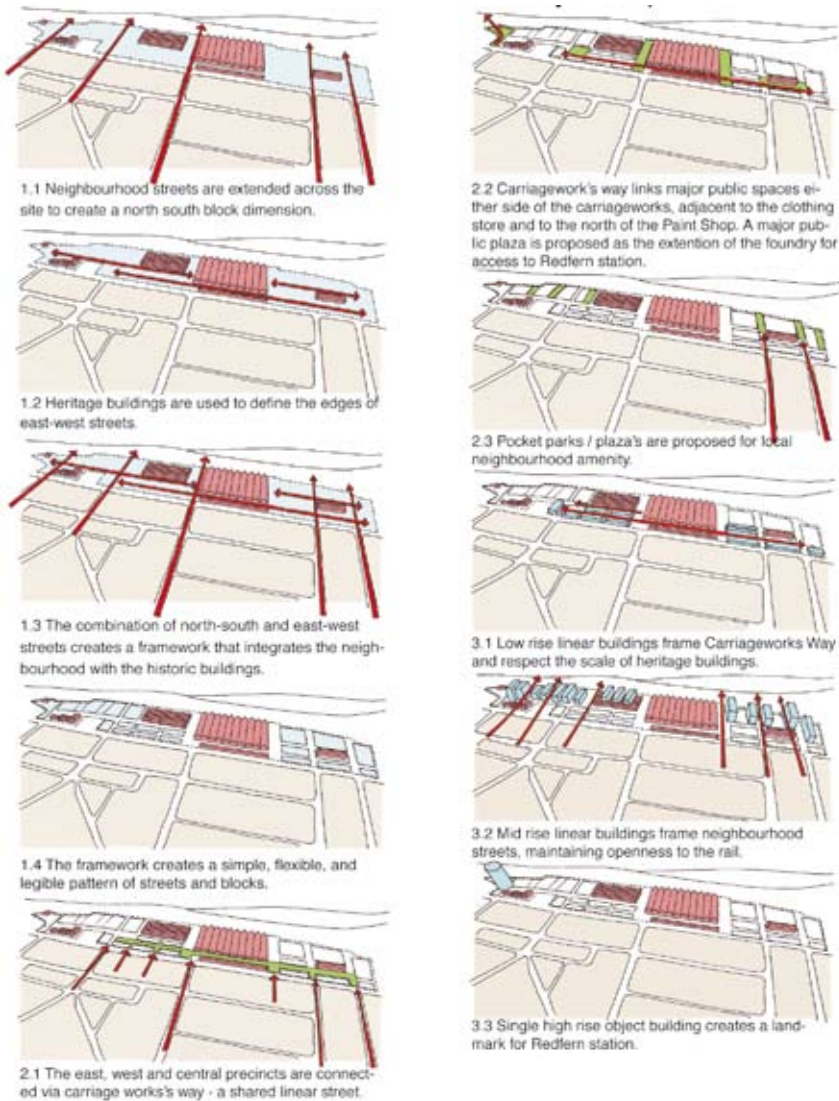 1.1 Neighbourhood streets are extended across the
site to create a north south block dimension.
1.2 Heritage buildings are used to define the edges of
east-west streets.
1.3 The combination of north-south and east-west
streets creates a framework that integrates the neigh-
bourhood with the historic buildings.
1.4 The framework creates a simple, flexible, and
legible pattern of streets and blocks.
2.1 The east, west and central precincts are connect-
ed via carriage works's way - a shared linear street.
2.2 Carriagework's way links major public spaces ei-
ther side of the carriageworks, adjacent to the clothing
store and to the north of the Paint Shop. A major pub-
lic plaza is proposed as the extention of the foundry for
access to Redfern station.
2.3 Pocket parks / plaza's are proposed for local
neighbourhood amenity.
3.1 Low rise linear buildings frame Carriageworks Way
and respect the scale of heritage buildings.
3.2 Mid rise linear buildings frame neighbourhood
streets, maintaining openness to the rail.
3.3 Single high rise object building creates a land-
mark for Redfern station.